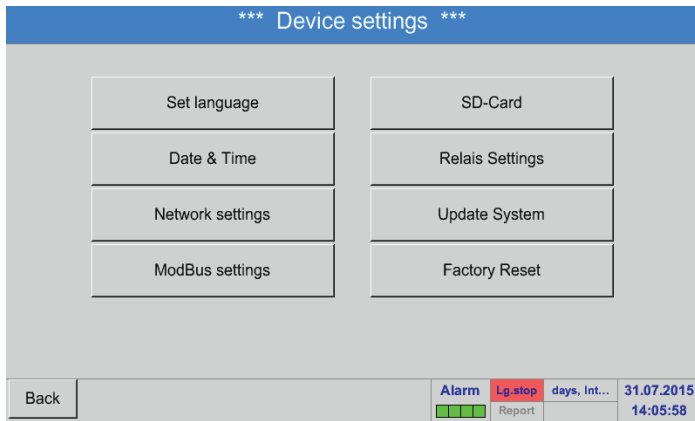 *** Device settings ***
Set language
SD-Card
Date & Time
Relais Settings
Network settings
Update System
ModBus settings
Factory Reset
Back
Alarm
Lg.stop
days, Int...
31.07.2015
Report
14:05:58